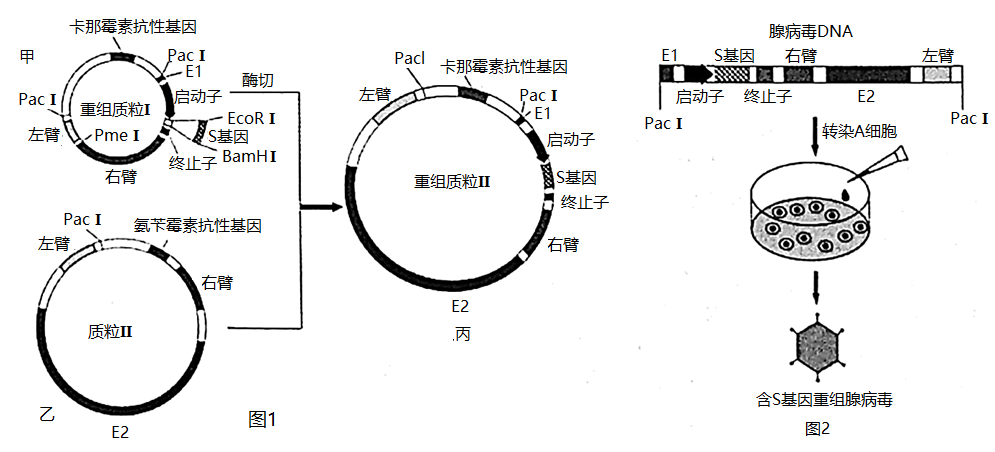 甲
卡那霉素抗性基因
Pac I
E1
启动子
EcoR I
S基因
BamH I
终止子
右臂
Pme I
左臂
Pac I
重组质粒I
酶切
Pac I
左臂
氨苄霉素抗性基因
右臂
质粒II
乙
E2
图1
PacI
左臂
卡那霉素抗性基因
Pac I
E1
启动子
S基因
终止子
右臂
重组质粒II
E2
.丙
腺病毒DNA
E1
S基因
右臂
左臂
启动子
终止子
E2
Pac I
Pac I
转染A细胞
含S基因重组腺病毒
图2